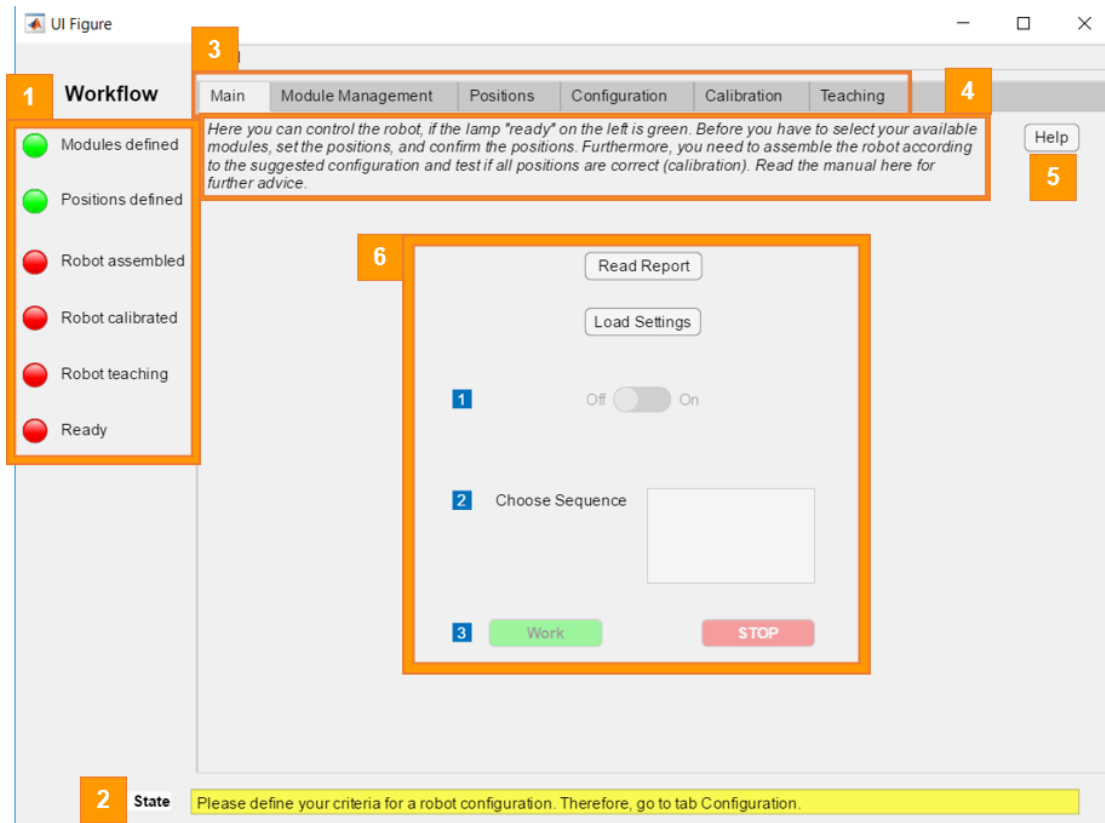 UI Figure
3
1
Workflow
Main
Module Management
Positions
Configuration
Calibration
Teaching
4
Here you can control the robot, if the lamp "ready" on the left is green. Before you have to select your available
modules, set the positions, and confirm the positions. Furthermore, you need to assemble the robot according
to the suggested configuration and test if all positions are correct (calibration). Read the manual here for
further advice.
Help
5
Modules defined
Positions defined
Robot assembled
Robot calibrated
Robot teaching
Ready
6
Read Report
Load Settings
1
Off
On
2
Choose Sequence
3
Work
STOP
2
State
Please define your criteria for a robot configuration. Therefore, go to tab Configuration.